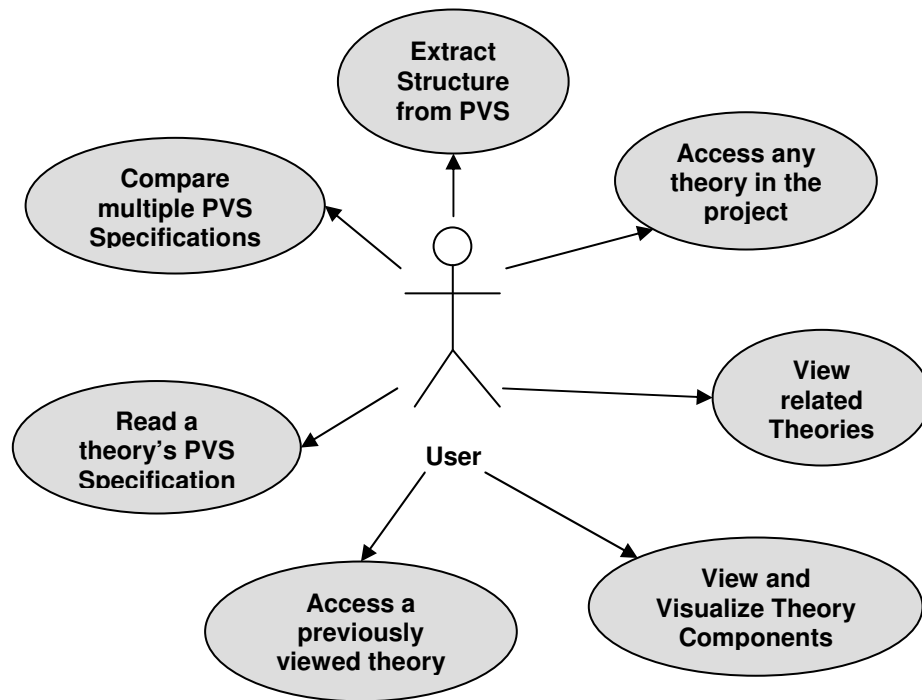 Extract
Structure
from PVS
Compare
multiple PVS
Specifications
Access any
theory in the
project
View
related
Theories
Read a
theory’s PVS
Specification
User
Access a
previously
viewed theory
View and
Visualize Theory
Components